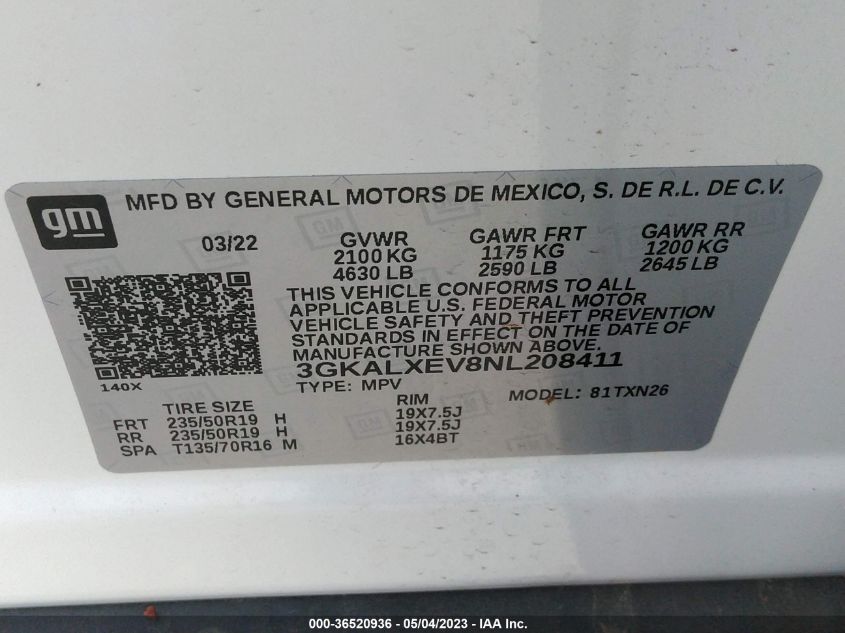 gm
MFD BY GENERAL MOTORS DE MEXICO, S. DE R.L. DE C.V.
03/22 GVWR GAWR FRT GAWR RR
2100 KG 1175 KG 1200 KG
4630 LB 2590 LB 2645 LB
THIS VEHICLE CONFORMS TO ALL
APPLICABLE U.S. FEDERAL MOTOR
VEHICLE SAFETY AND THEFT PREVENTION
STANDARDS IN EFFECT ON THE DATE OF
MANUFACTURE SHOWN ABOVE.
3GKALXEV8NL208411
140X
TYPE: MPV MODEL: 81TXN26
TIRE SIZE RIM
FRT 235/50R19 H 19X7.5J
RR 235/50R19 H 19X7.5J
SPA T135/70R16 M 16X4BT
000-36520936 - 05/04/2023 - IAA Inc.